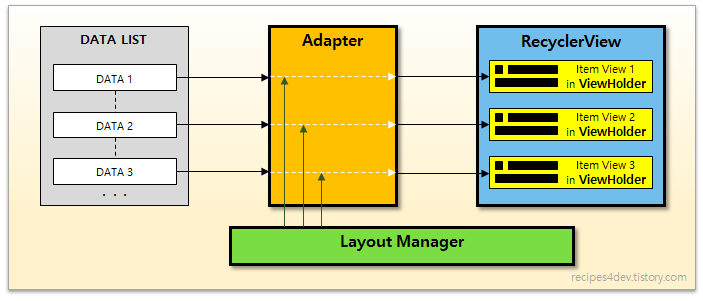 DATA LIST
DATA 1
DATA 2
DATA 3
. . .
Adapter
RecyclerView
Item View 1
in ViewHolder
Item View 2
in ViewHolder
Item View 3
in ViewHolder
Layout Manager
recipes4dev.tistory.com